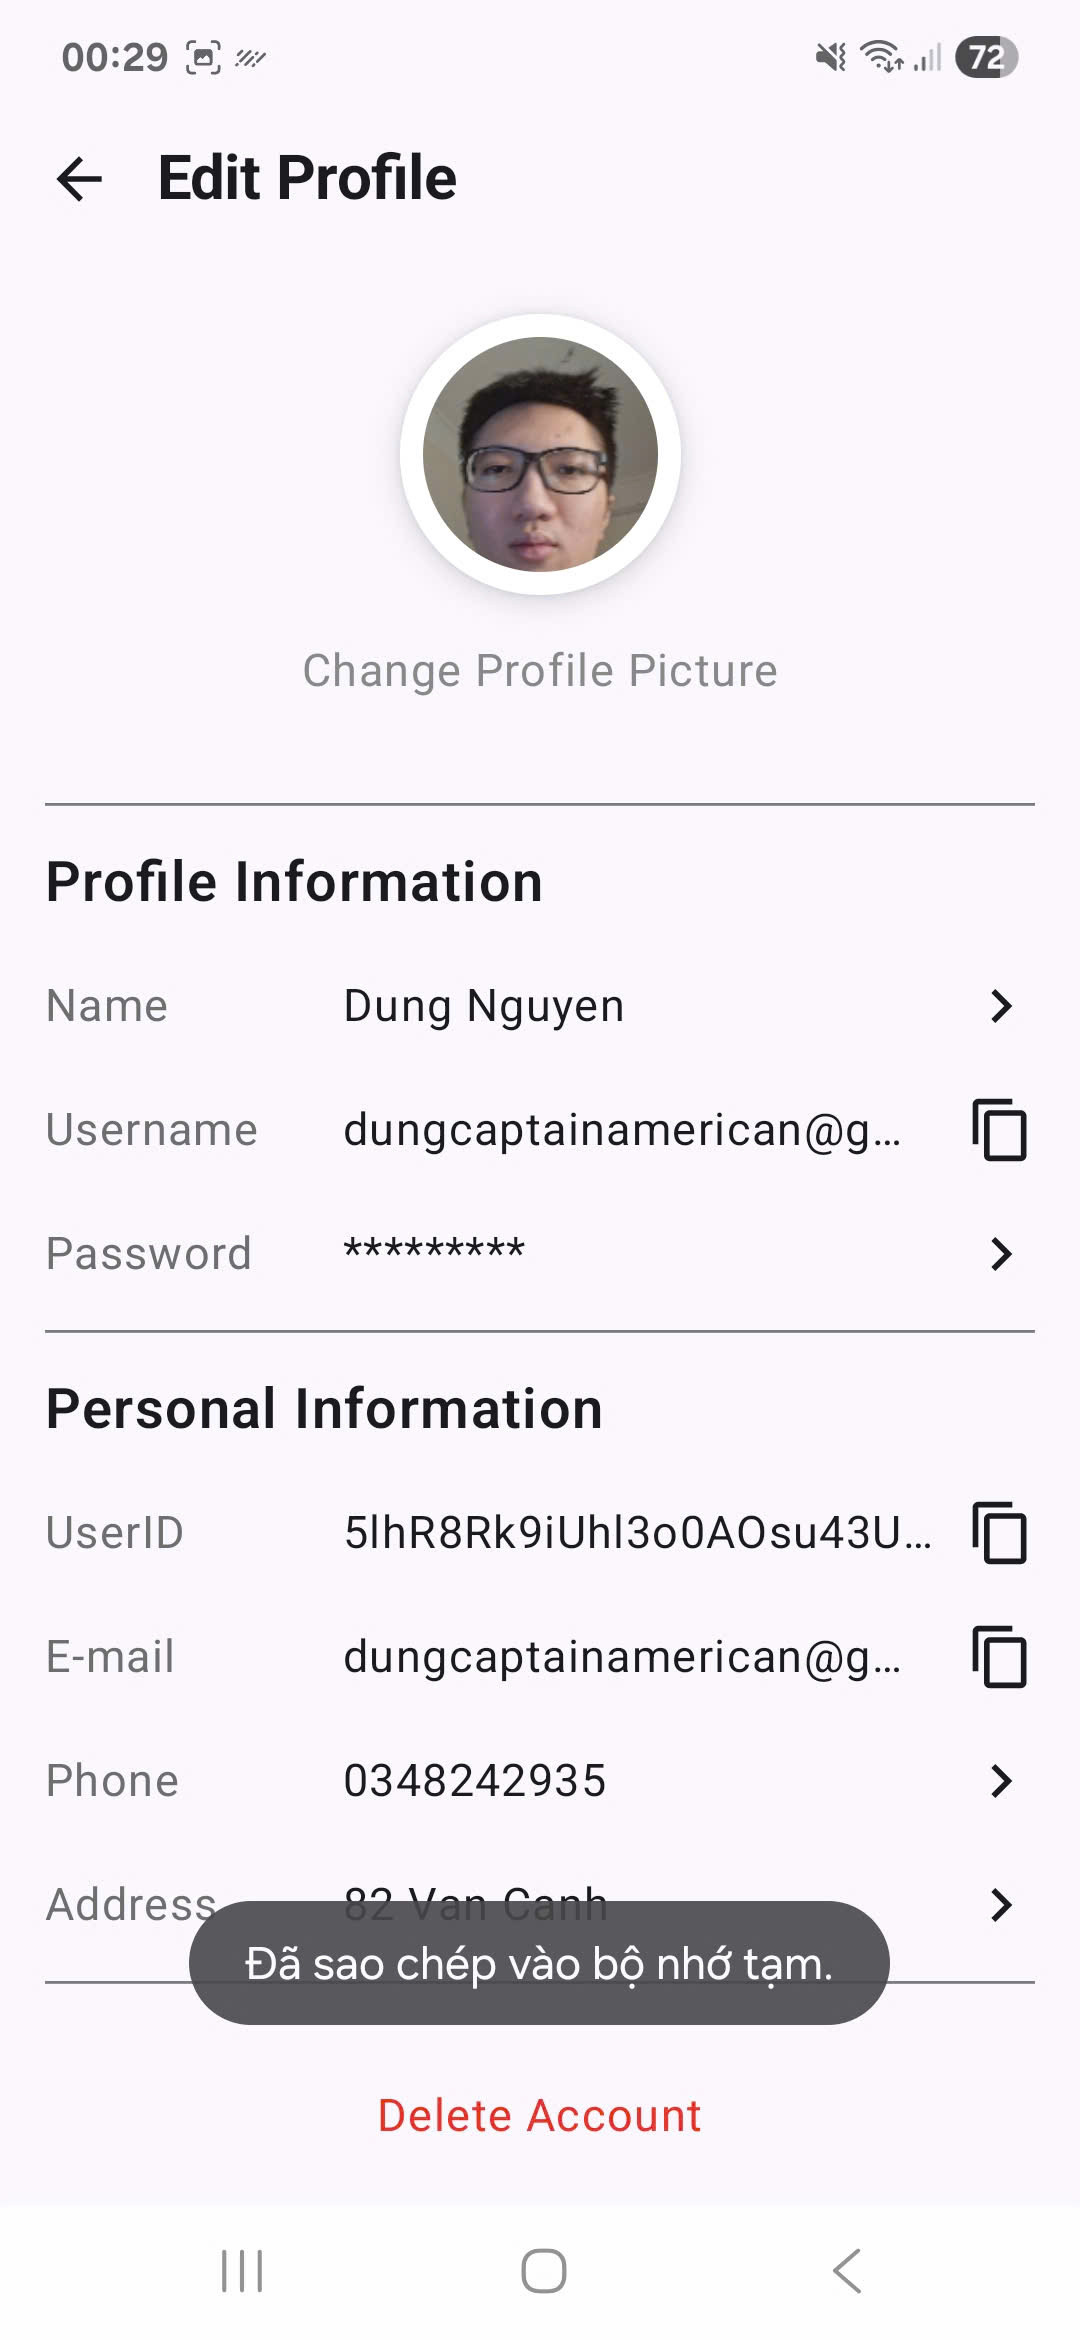 00:29
72
Edit Profile
Change Profile Picture
Profile Information
Name Dung Nguyen
Username dungcaptainamerican@g...
Password *********
Personal Information
UserID 5lhR8Rk9iUhl3o0AOsu43U...
E-mail dungcaptainamerican@g...
Phone 0348242935
Address 82 Van Canh
Đã sao chép vào bộ nhớ tạm.
Delete Account